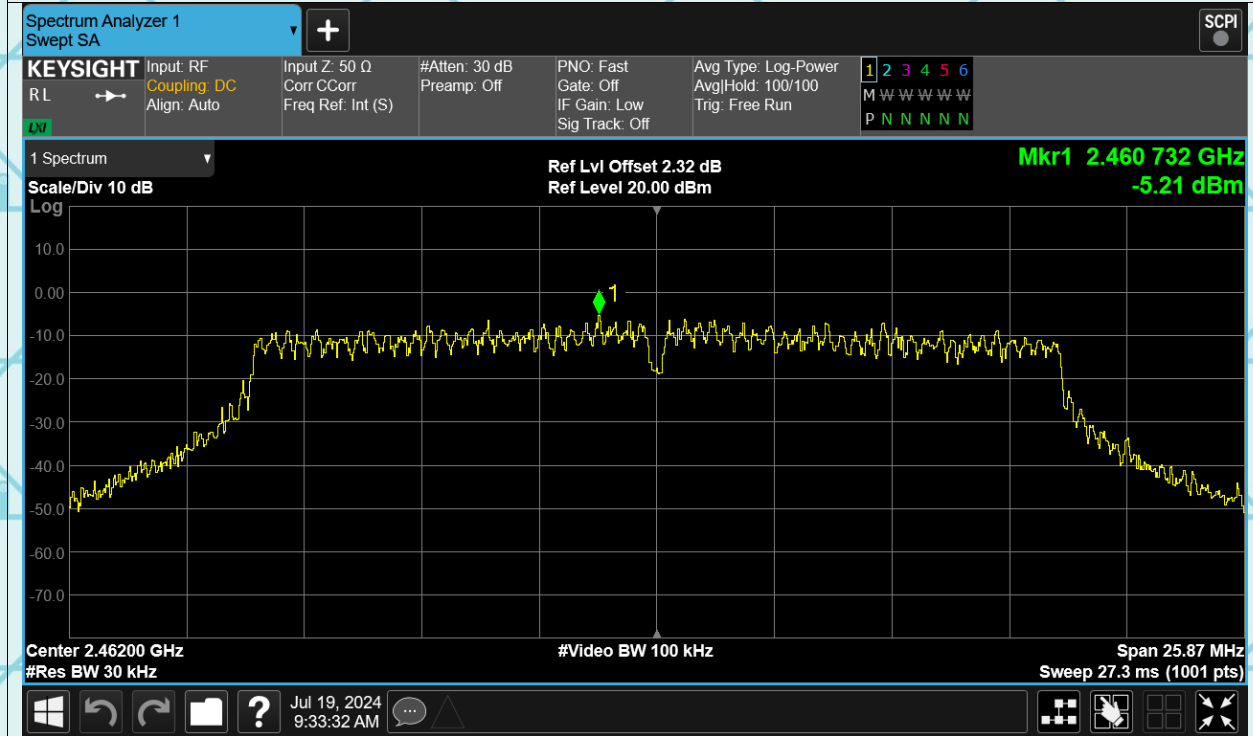 Spectrum Analyzer 1
Swept SA
SCPI
KEYSIGHT
RL
LXI
Input: RF
Coupling: DC
Align: Auto
Input Z: 50 Ω
Corr CCorr
Freq Ref: Int (S)
#Atten: 30 dB
Preamp: Off
PNO: Fast
Gate: Off
IF Gain: Low
Sig Track: Off
Avg Type: Log-Power
Avg|Hold: 100/100
Trig: Free Run
1 2 3 4 5 6
M W W W W W
P N N N N N
1 Spectrum
Scale/Div 10 dB
Log
Ref Lvl Offset 2.32 dB
Ref Level 20.00 dBm
Mkr1 2.460 732 GHz
-5.21 dBm
1
10.0
0.00
-10.0
-20.0
-30.0
-40.0
-50.0
-60.0
-70.0
Center 2.46200 GHz
#Res BW 30 kHz
#Video BW 100 kHz
Span 25.87 MHz
Sweep 27.3 ms (1001 pts)
Jul 19, 2024
9:33:32 AM